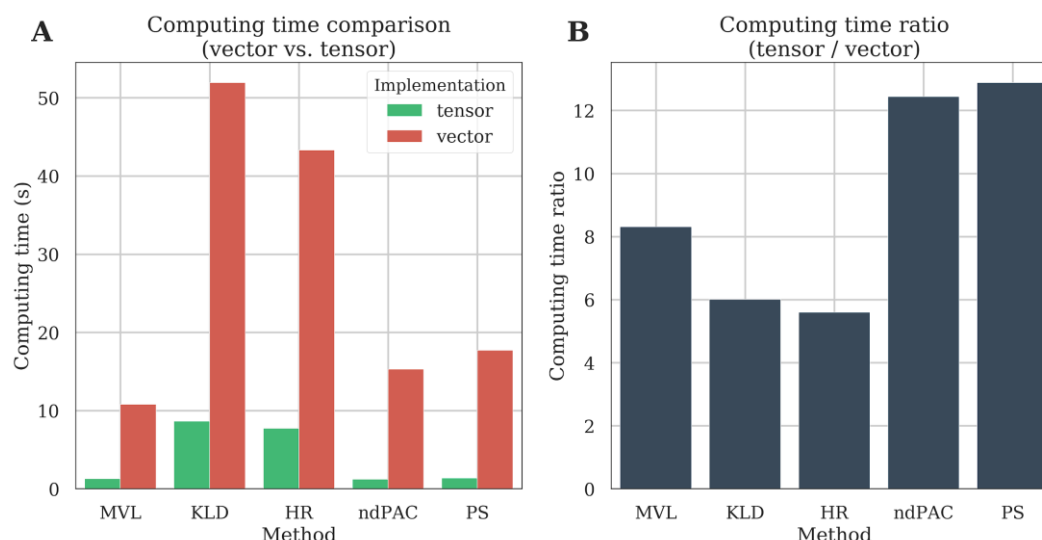 A
Computing time comparison
(vector vs. tensor)
Computing time (s)
50
40
30
20
10
0
Implementation
tensor
vector
MVL KLD HR ndPAC PS
Method
B
Computing time ratio
(tensor / vector)
Computing time ratio
12
10
8
6
4
2
0
MVL KLD HR ndPAC PS
Method